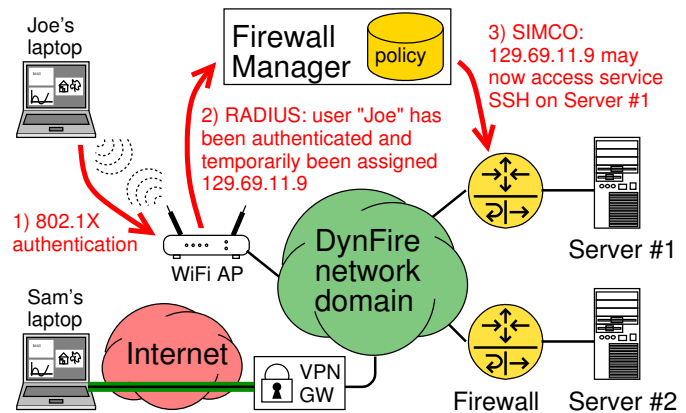 Joe's
laptop
Firewall
Manager
policy
3) SIMCO:
129.69.11.9 may
now access service
SSH on Server #1
2) RADIUS: user "Joe" has
been authenticated and
temporarily been assigned
129.69.11.9
1) 802.1X
authentication
WiFi AP
DynFire
network
domain
Server #1
Sam's
laptop
Internet
VPN
GW
Firewall
Server #2